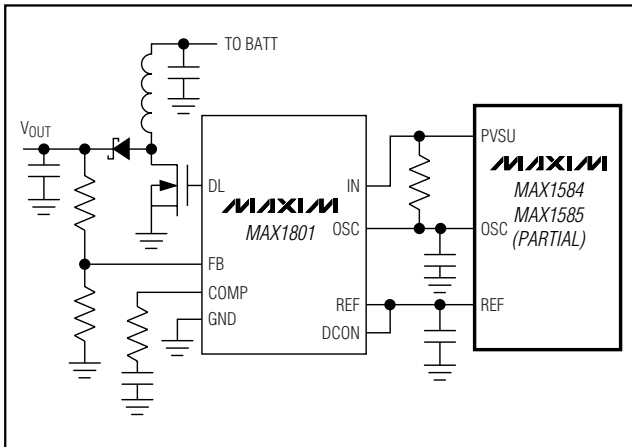 TO BATT
VOUT
DL
IN
PVSU
MAXIM
MAX1801
MAXIM
MAX1584
MAX1585
(PARTIAL)
OSC
OSC
FB
COMP
GND
REF
DCON
REF